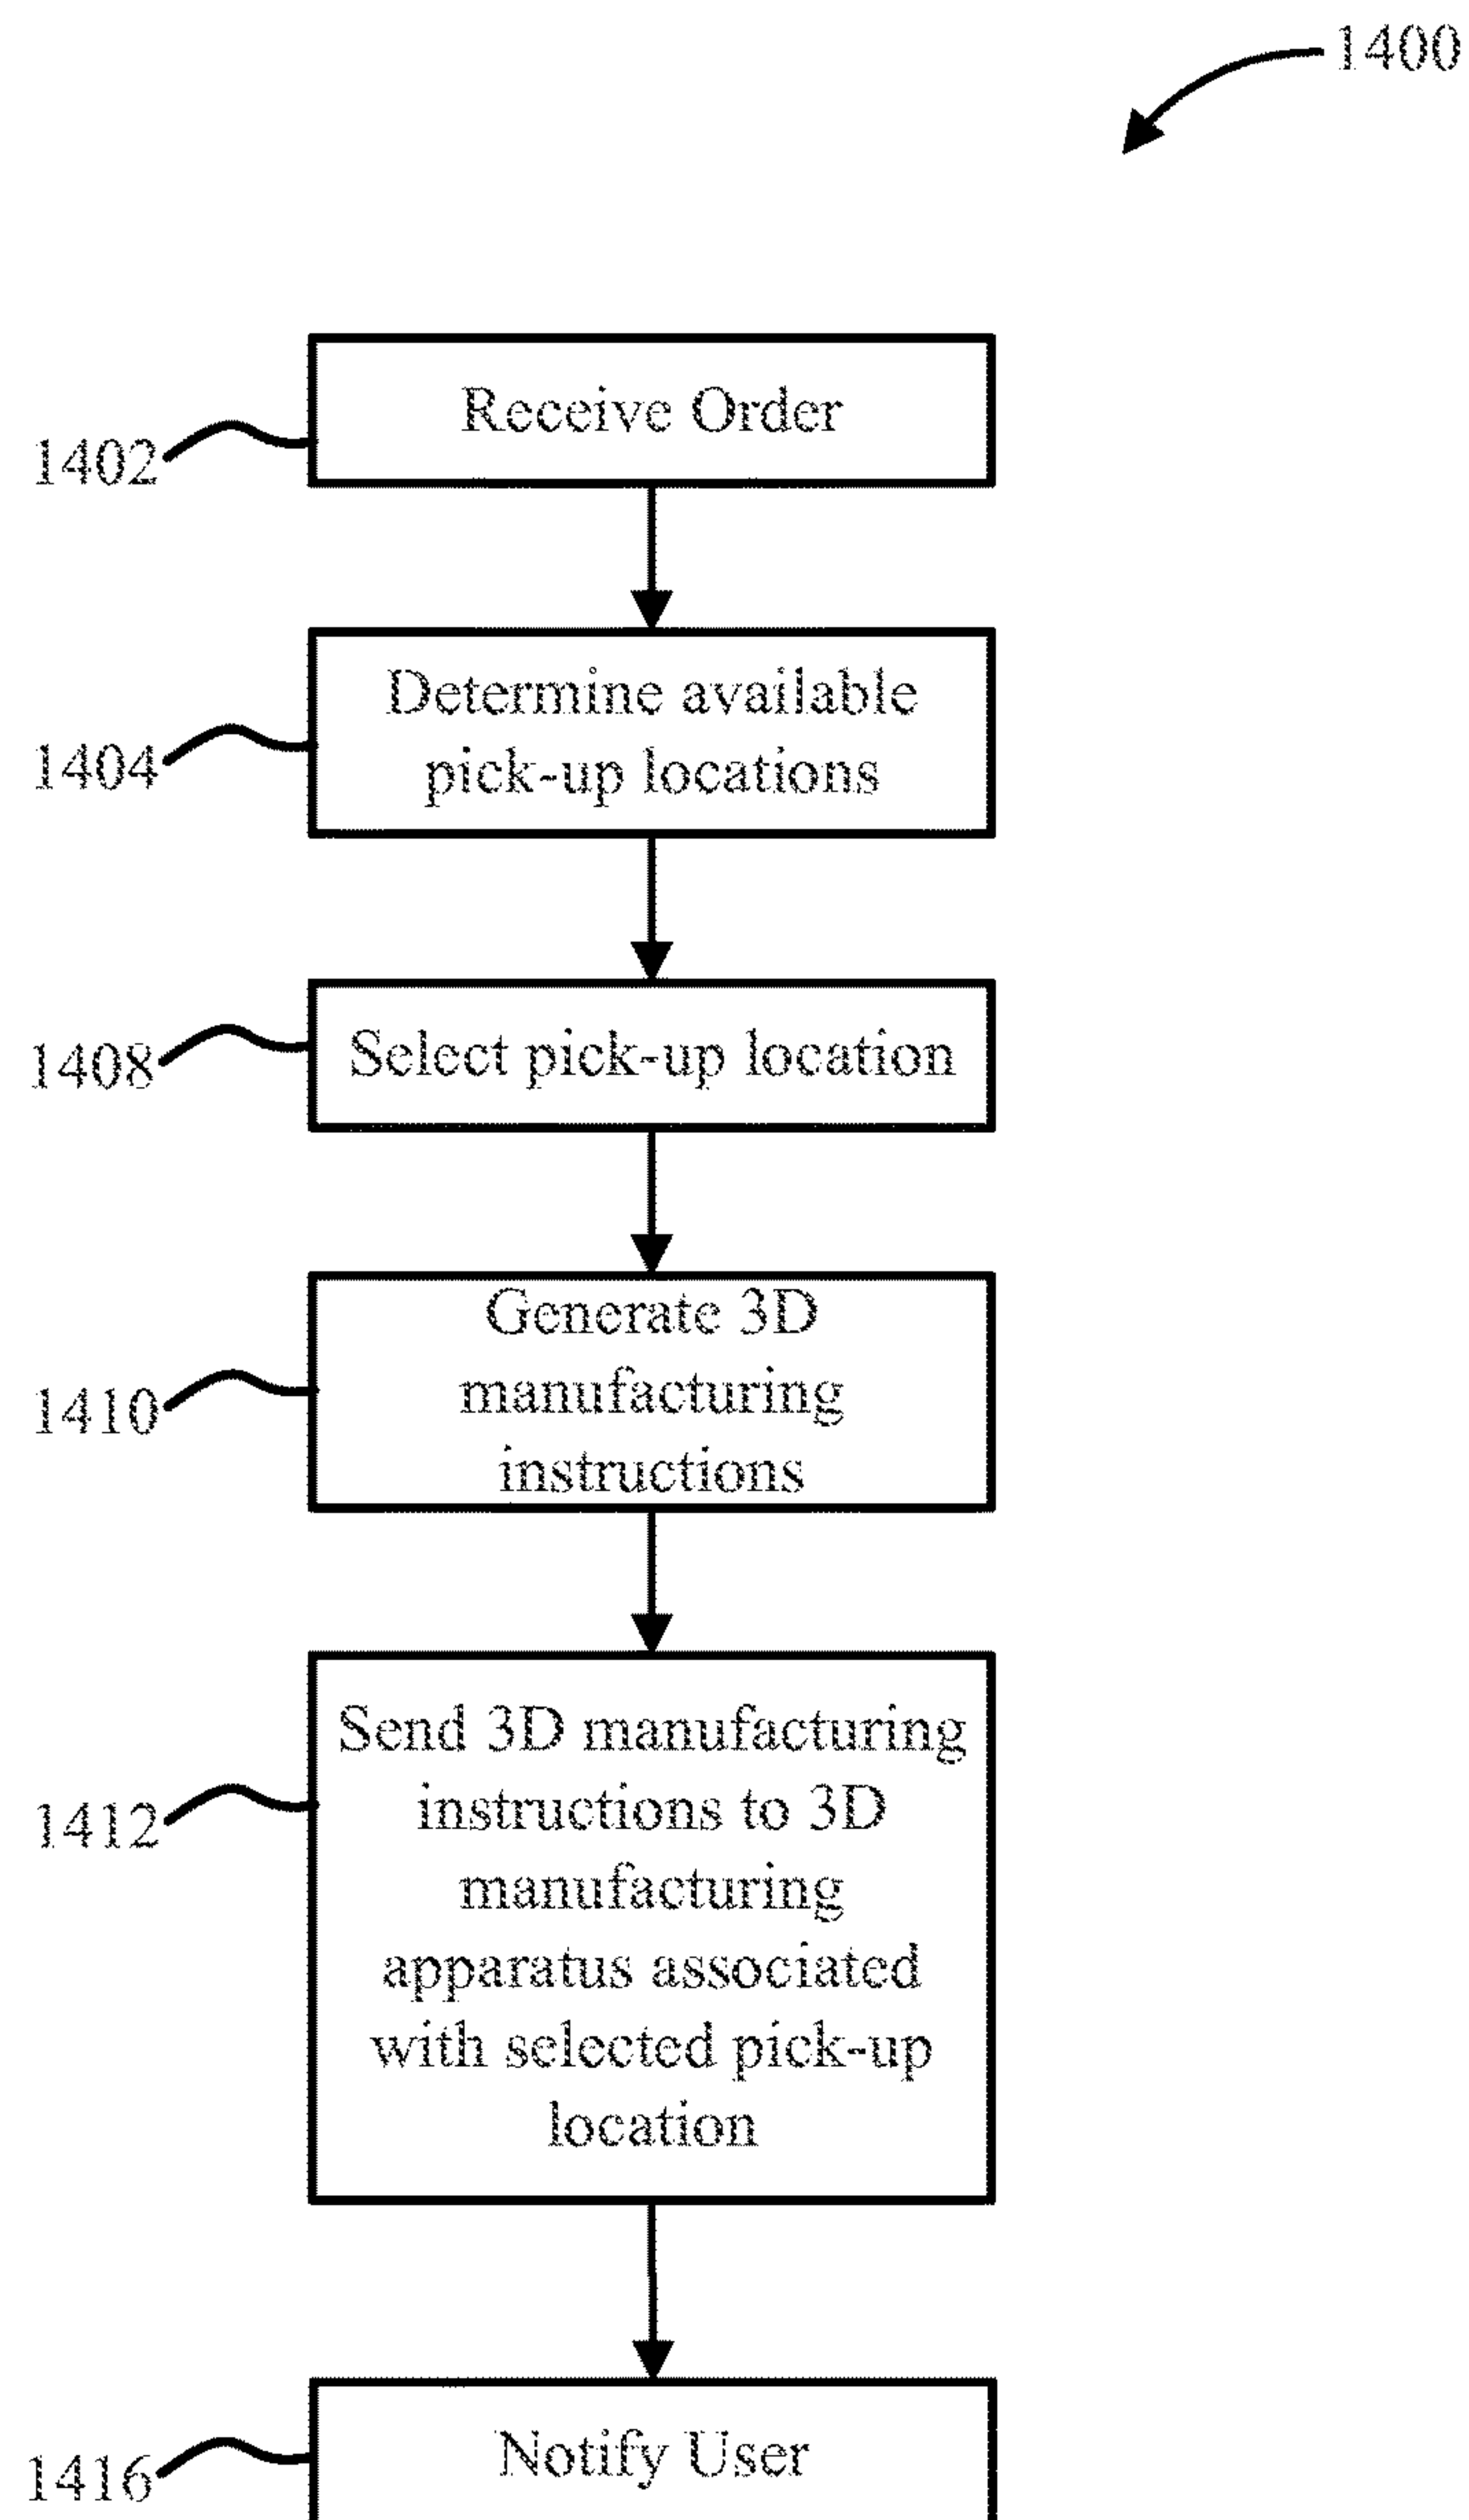 1400
Receive Order
1402
Determine available
pick-up locations
1404
Select pick-up location
1408
Generate 3D
manufacturing
instructions
1410
Send 3D manufacturing
instructions to 3D
manufacturing
apparatus associated
with selected pick-up
location
1412
Notify User
1416